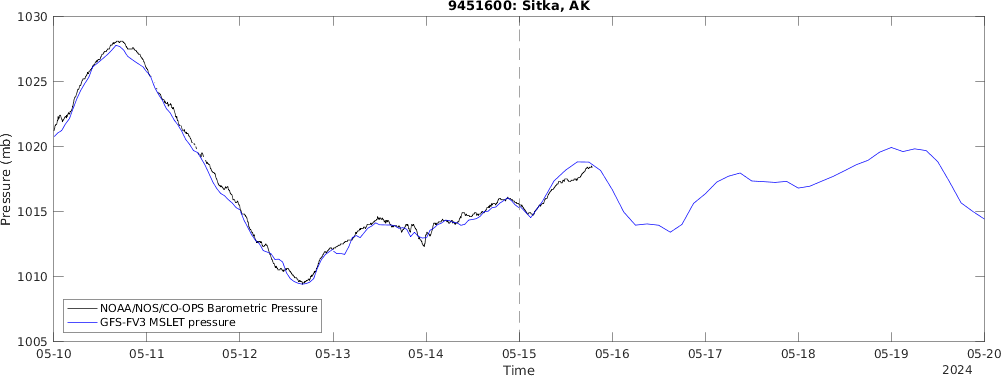 9451600: Sitka, AK
1030
1025
1020
1015
1010
1005
Pressure (mb)
NOAA/NOS/CO-OPS Barometric Pressure
GFS-FV3 MSLET pressure
05-10 05-11 05-12 05-13 05-14 05-15 05-16 05-17 05-18 05-19 05-20
Time
2024